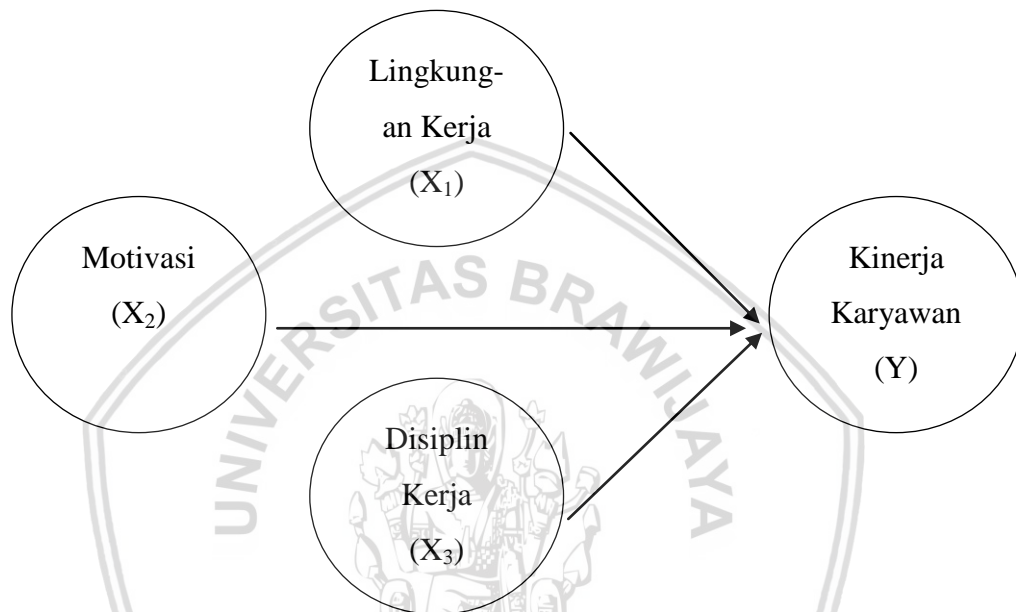 Lingkung-
an Kerja
(X₁)
Motivasi
(X₂)
Kinerja
Karyawan
(Y)
Disiplin
Kerja
(X₃)
UNIVERSITAS BRAWIJAYA